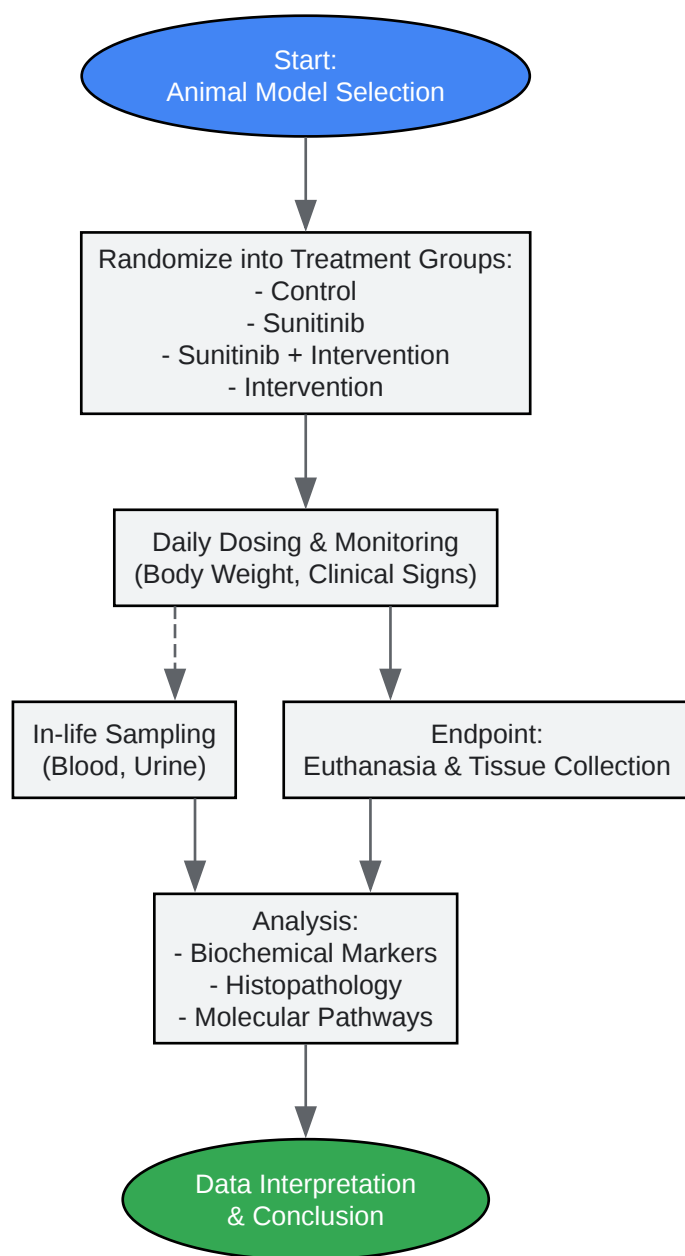 Start:
Animal Model Selection
Randomize into Treatment Groups:
- Control
- Sunitinib
- Sunitinib + Intervention
- Intervention
Daily Dosing & Monitoring
(Body Weight, Clinical Signs)
In-life Sampling
(Blood, Urine)
Endpoint:
Euthanasia & Tissue Collection
Analysis:
- Biochemical Markers
- Histopathology
- Molecular Pathways
Data Interpretation
& Conclusion